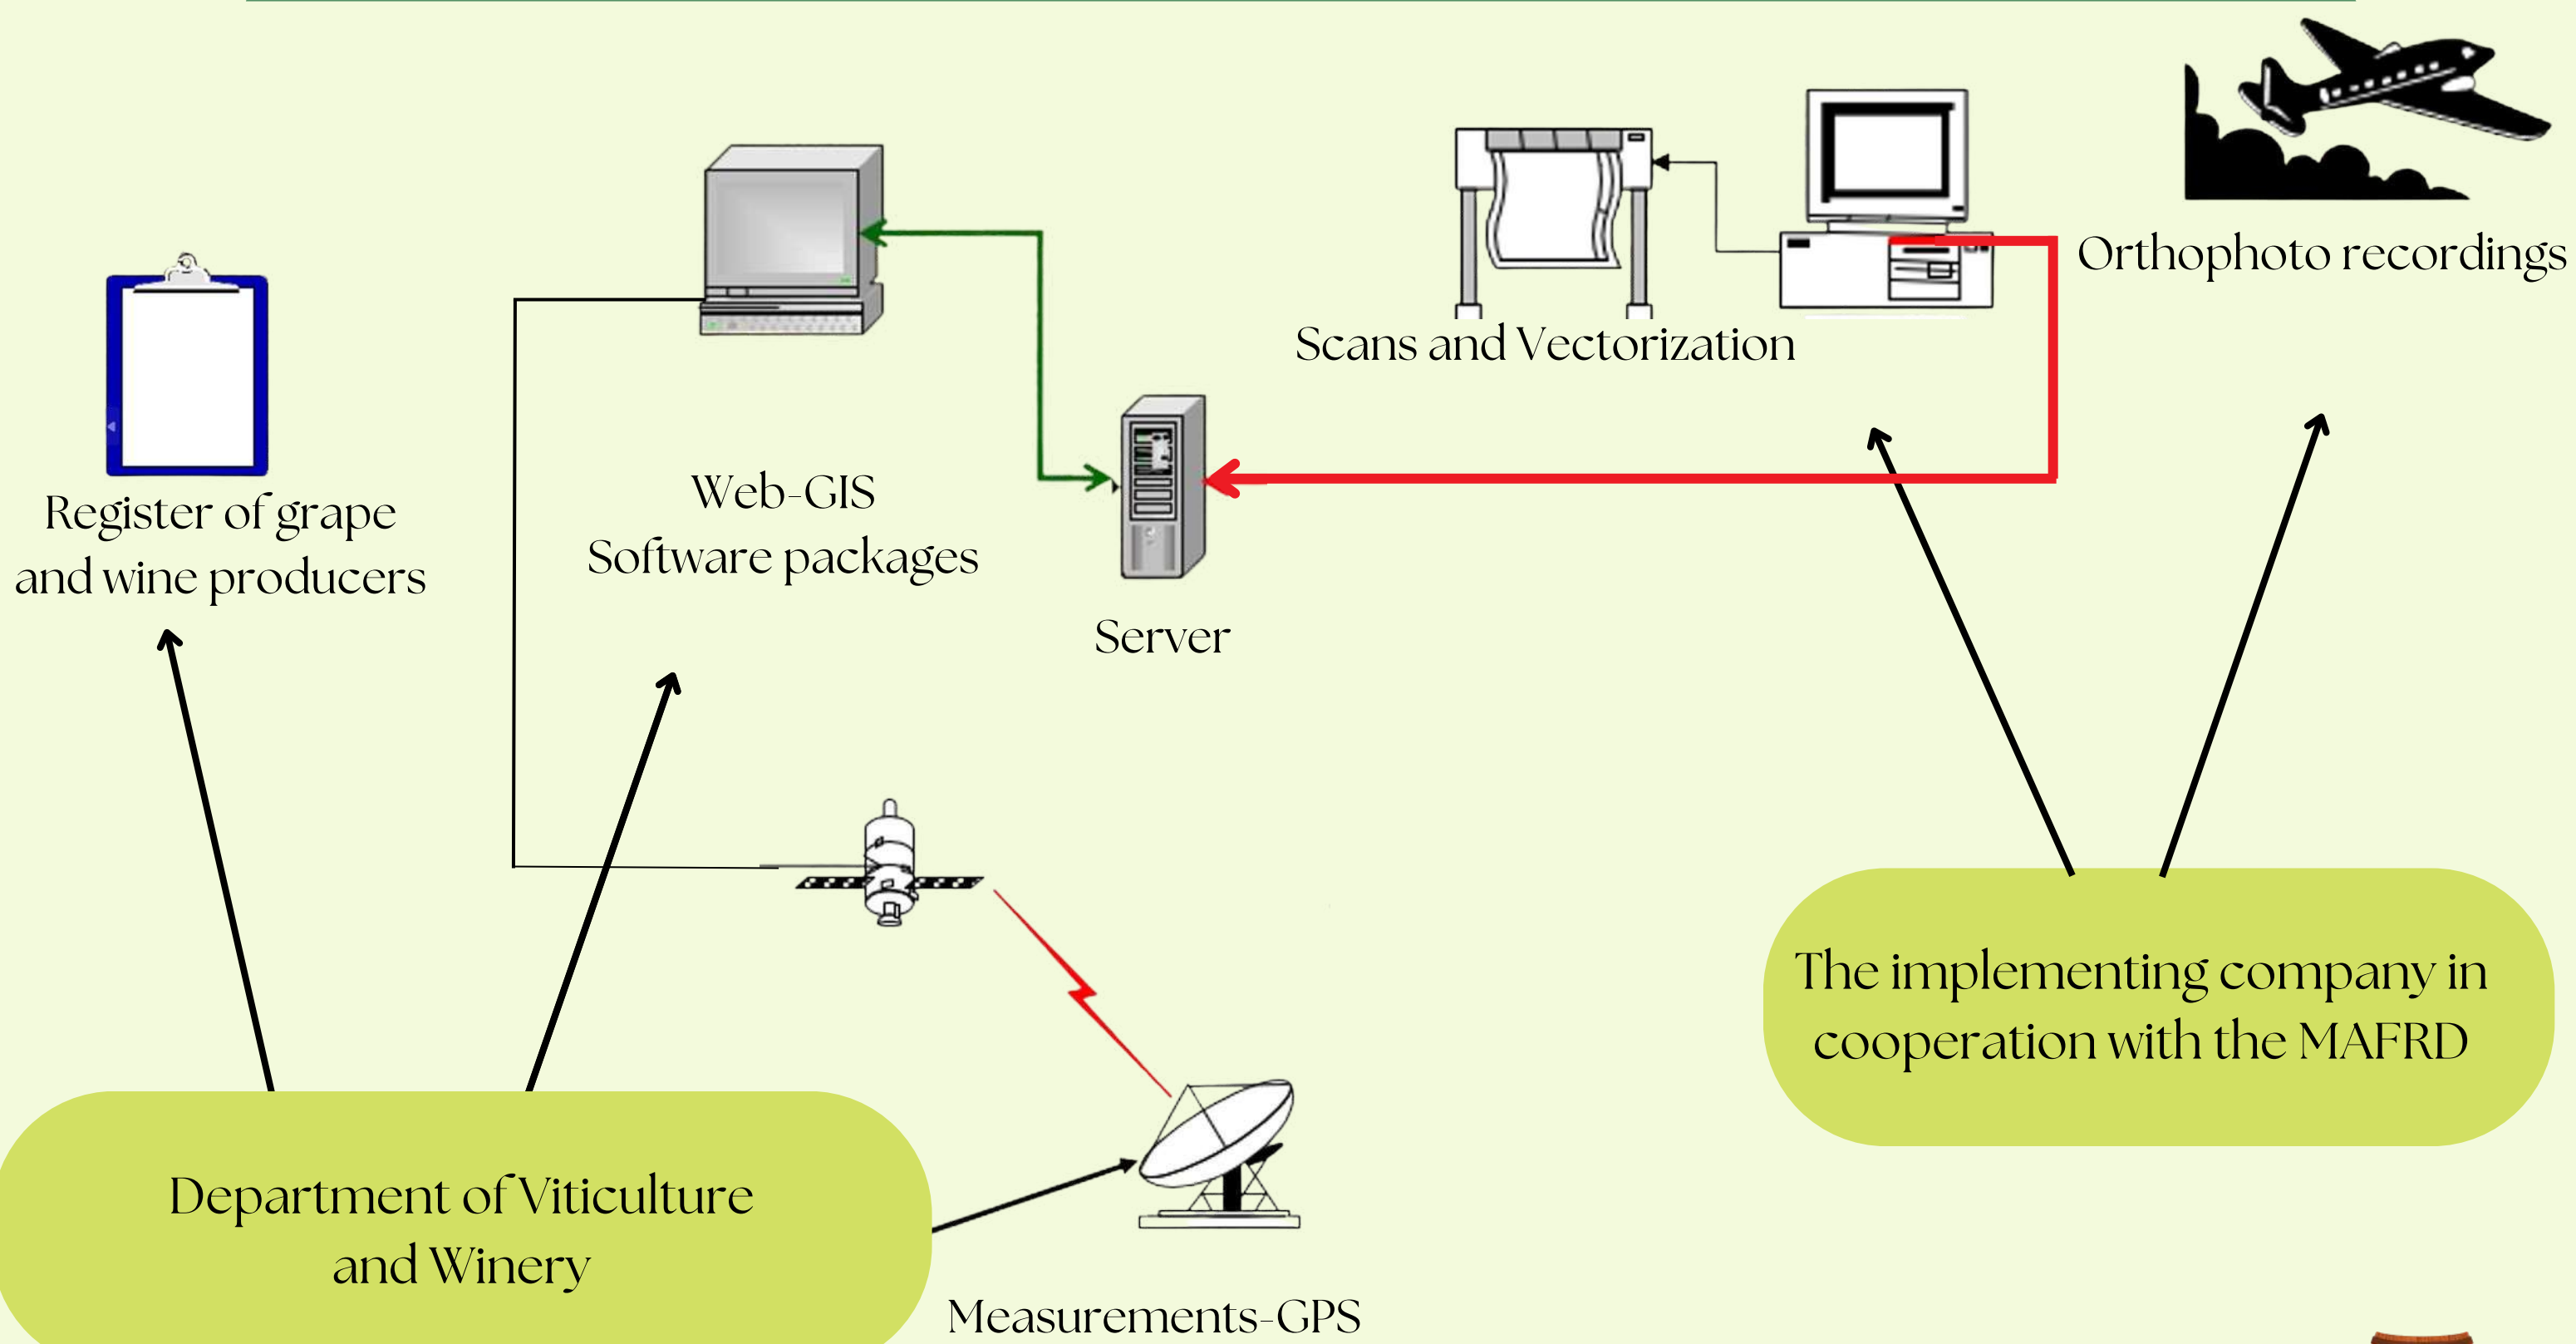 Orthophoto recordings
Scans and Vectorization
Register of grape
and wine producers
Web-GIS
Software packages
Server
The implementing company in
cooperation with the MAFRD
Department of Viticulture
and Winery
Measurements-GPS